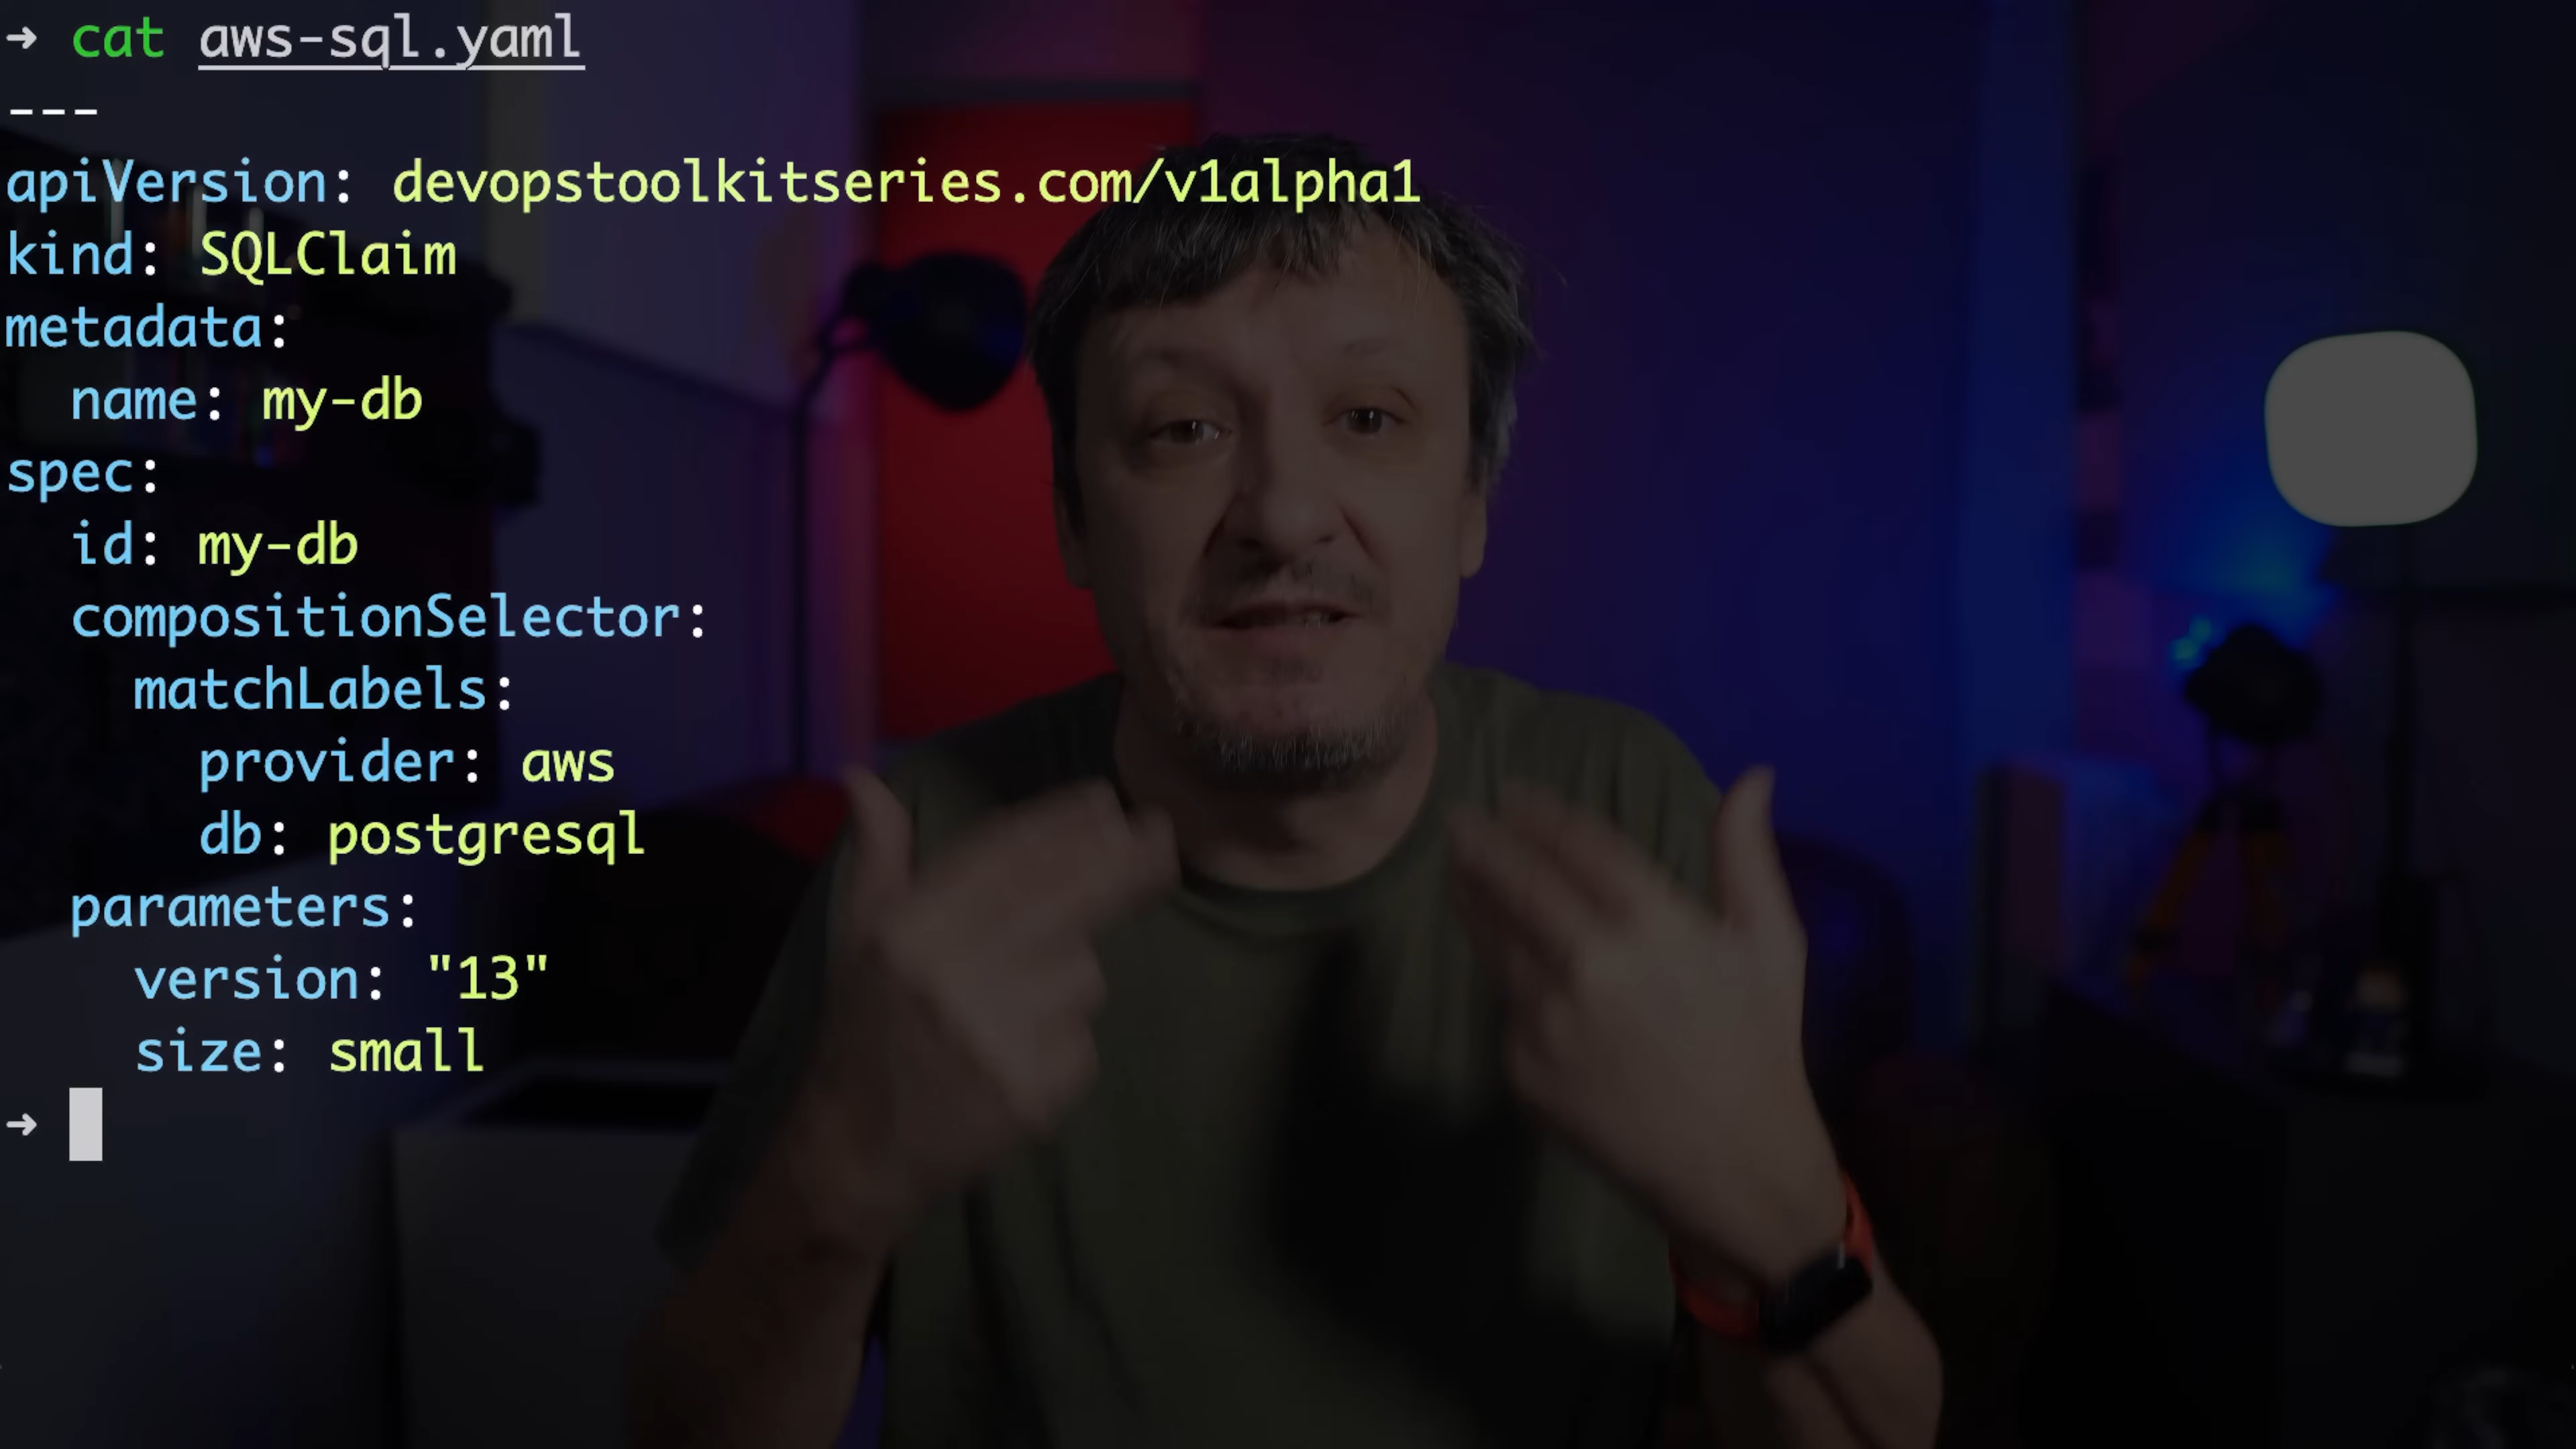 ➜ cat aws-sql.yaml
---
apiVersion: devopstoolkitseries.com/v1alpha1
kind: SQLClaim
metadata:
  name: my-db
spec:
  id: my-db
  compositionSelector:
    matchLabels:
      provider: aws
      db: postgresql
  parameters:
    version: "13"
    size: small
➜